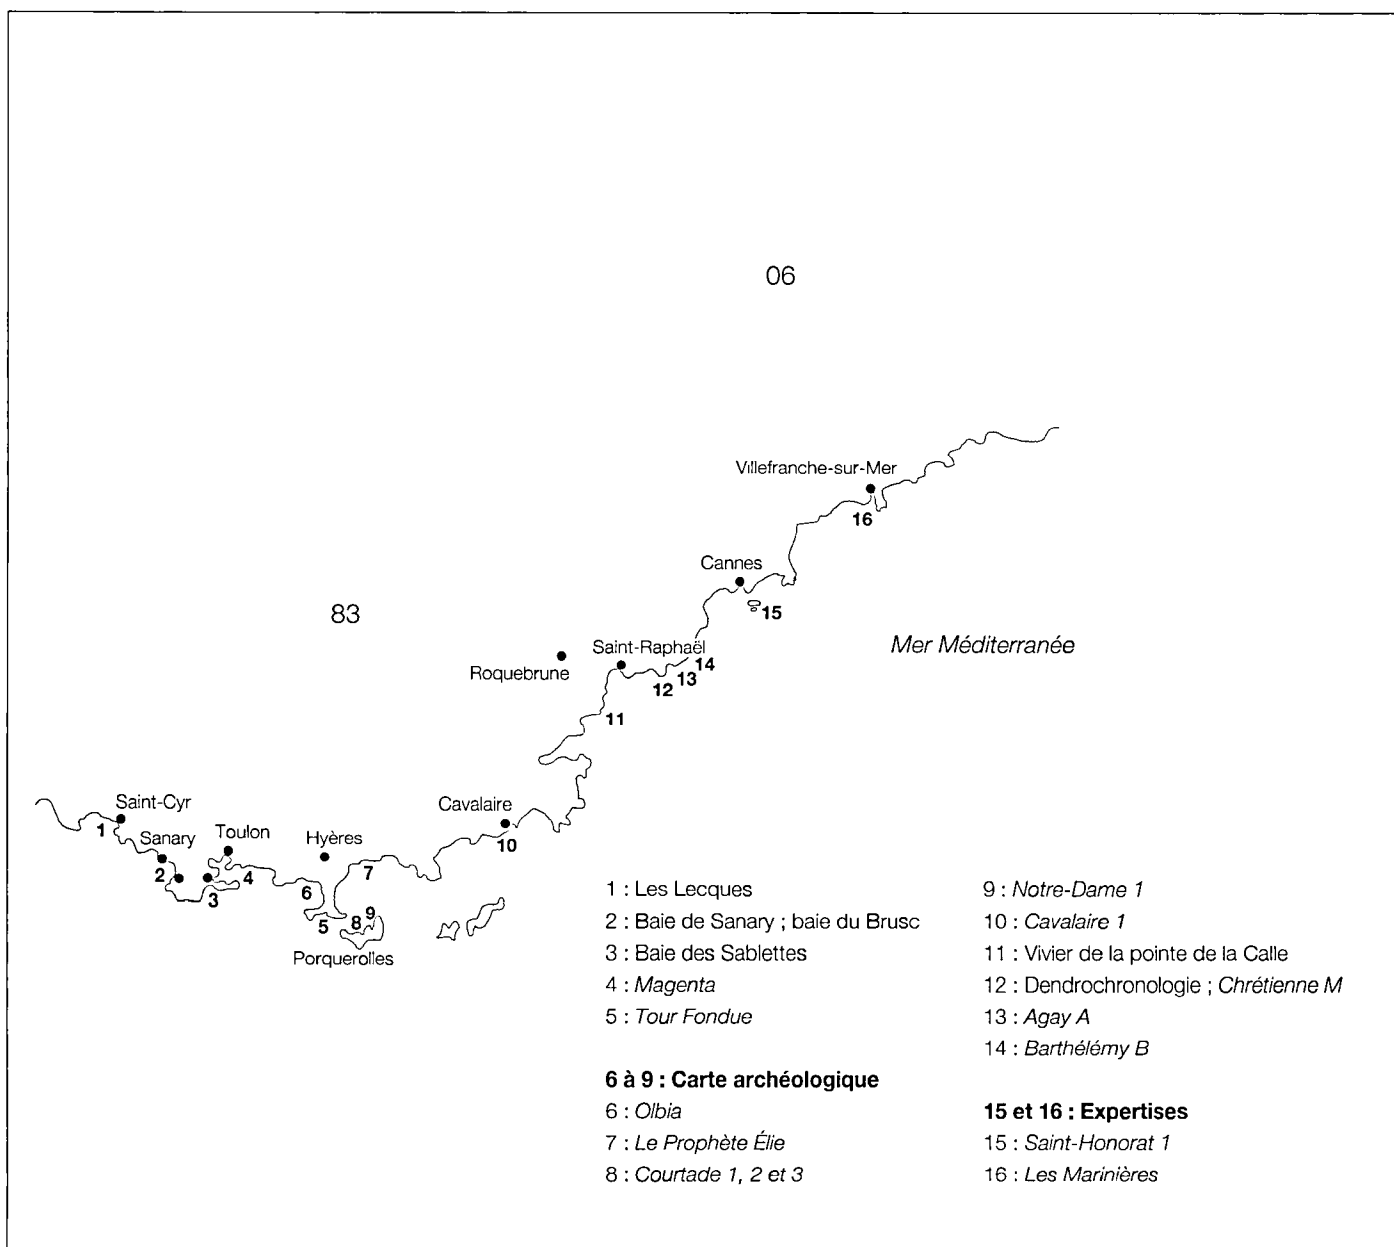 06
Villefranche-sur-Mer
16
Cannes
15
83
Saint-Raphaël
Mer Méditerranée
Roquebrune
14
13
12
11
Saint-Cyr
Cavalaire
1
Sanary
Toulon
Hyères
10
2
3
4
6
7
5
8
9
Porquerolles
1 : Les Lecques
2 : Baie de Sanary ; baie du Brusc
3 : Baie des Sablettes
4 : Magenta
5 : Tour Fondue
6 à 9 : Carte archéologique
6 : Olbia
7 : Le Prophète Élie
8 : Courtade 1, 2 et 3
9 : Notre-Dame 1
10 : Cavalaire 1
11 : Vivier de la pointe de la Calle
12 : Dendrochronologie ; Chrétienne M
13 : Agay A
14 : Barthélémy B
15 et 16 : Expertises
15 : Saint-Honorat 1
16 : Les Marinières